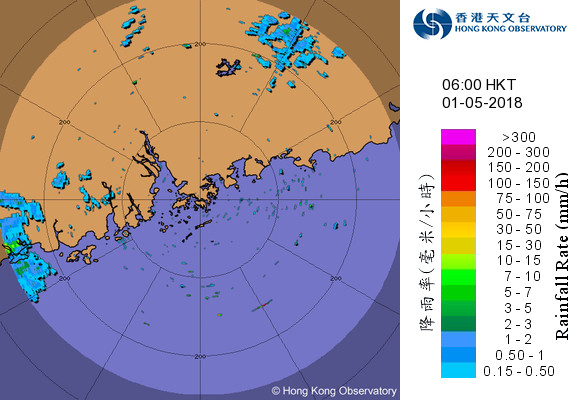 香港天文台
HONG KONG OBSERVATORY
06:00 HKT
01-05-2018
>300
200 - 300
150 - 200
100 - 150
75 - 100
50 - 75
30 - 50
15 - 30
10 - 15
7 - 10
5 - 7
3 - 5
2 - 3
1 - 2
0.50 - 1
0.15 - 0.50
降雨率(毫米/小時)
Rainfall Rate (mm/h)
200
200
200
200
200
200
© Hong Kong Observatory